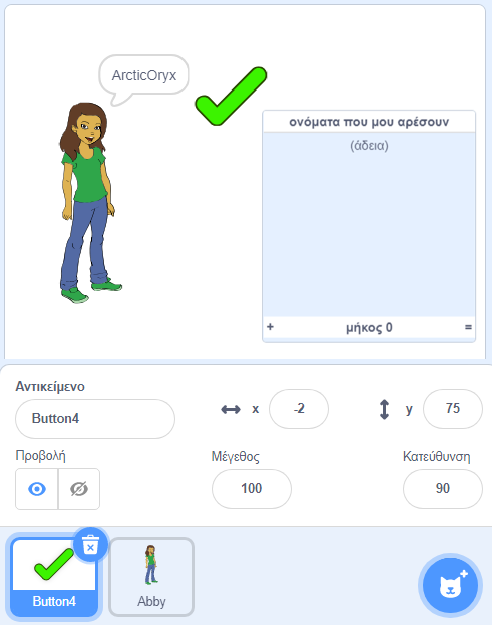 ArcticOryx
ονόματα που μου αρέσουν
(άδεια)
+ μήκος 0 =
Αντικείμενο
Button4
x -2
y 75
Προβολή
Μέγεθος
100
Κατεύθυνση
90
Button4
Abby